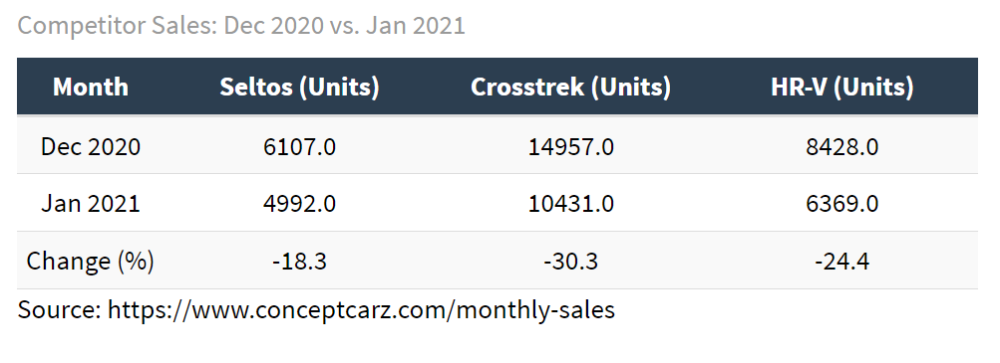 Competitor Sales: Dec 2020 vs. Jan 2021
Month Seltos (Units) Crosstrek (Units) HR-V (Units)
Dec 2020 6107.0 14957.0 8428.0
Jan 2021 4992.0 10431.0 6369.0
Change (%) -18.3 -30.3 -24.4
Source: https://www.conceptcarz.com/monthly-sales